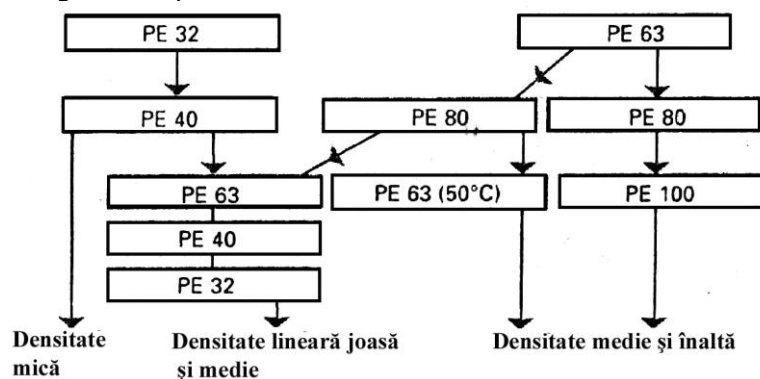 PE 32
PE 63
PE 40
PE 80
PE 80
PE 63
PE 63 (50°C)
PE 100
PE 40
PE 32
Densitate mică
Densitate lineară joasă și medie
Densitate medie și înaltă